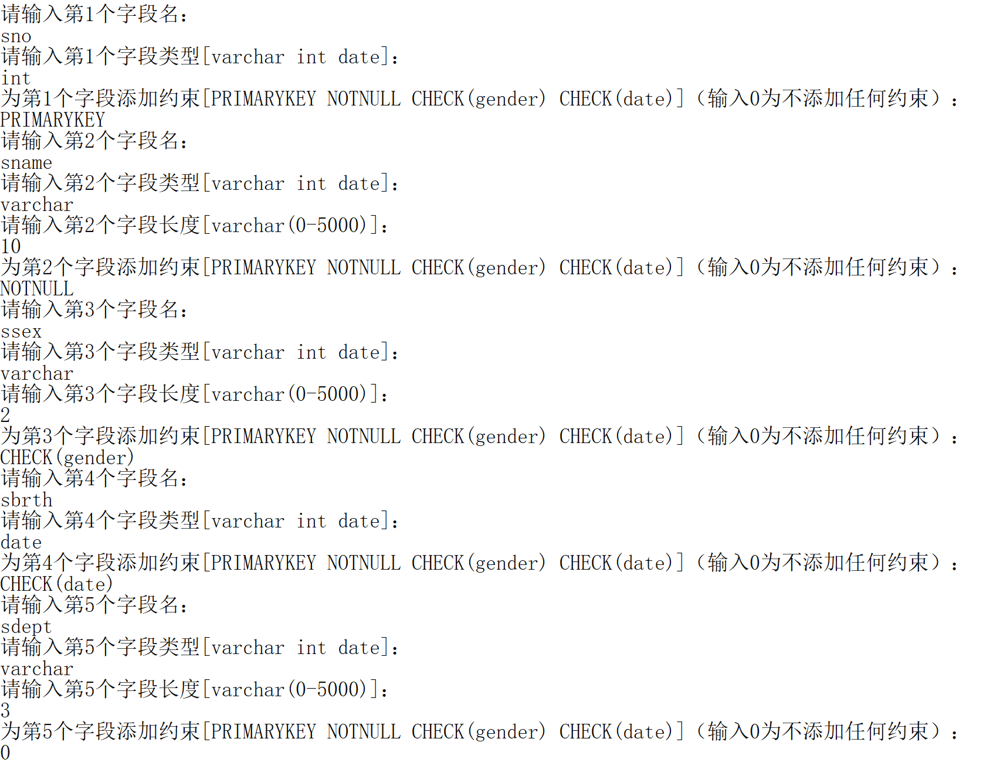 请输入第1个字段名：
sno
请输入第1个字段类型[varchar int date]：
int
为第1个字段添加约束[PRIMARYKEY NOTNULL CHECK(gender) CHECK(date)]（输入0为不添加任何约束）：
PRIMARYKEY
请输入第2个字段名：
sname
请输入第2个字段类型[varchar int date]：
varchar
请输入第2个字段长度[varchar(0-5000)]：
10
为第2个字段添加约束[PRIMARYKEY NOTNULL CHECK(gender) CHECK(date)]（输入0为不添加任何约束）：
NOTNULL
请输入第3个字段名：
ssex
请输入第3个字段类型[varchar int date]：
varchar
请输入第3个字段长度[varchar(0-5000)]：
2
为第3个字段添加约束[PRIMARYKEY NOTNULL CHECK(gender) CHECK(date)]（输入0为不添加任何约束）：
CHECK(gender)
请输入第4个字段名：
sbrth
请输入第4个字段类型[varchar int date]：
date
为第4个字段添加约束[PRIMARYKEY NOTNULL CHECK(gender) CHECK(date)]（输入0为不添加任何约束）：
CHECK(date)
请输入第5个字段名：
sdept
请输入第5个字段类型[varchar int date]：
varchar
请输入第5个字段长度[varchar(0-5000)]：
3
为第5个字段添加约束[PRIMARYKEY NOTNULL CHECK(gender) CHECK(date)]（输入0为不添加任何约束）：
0